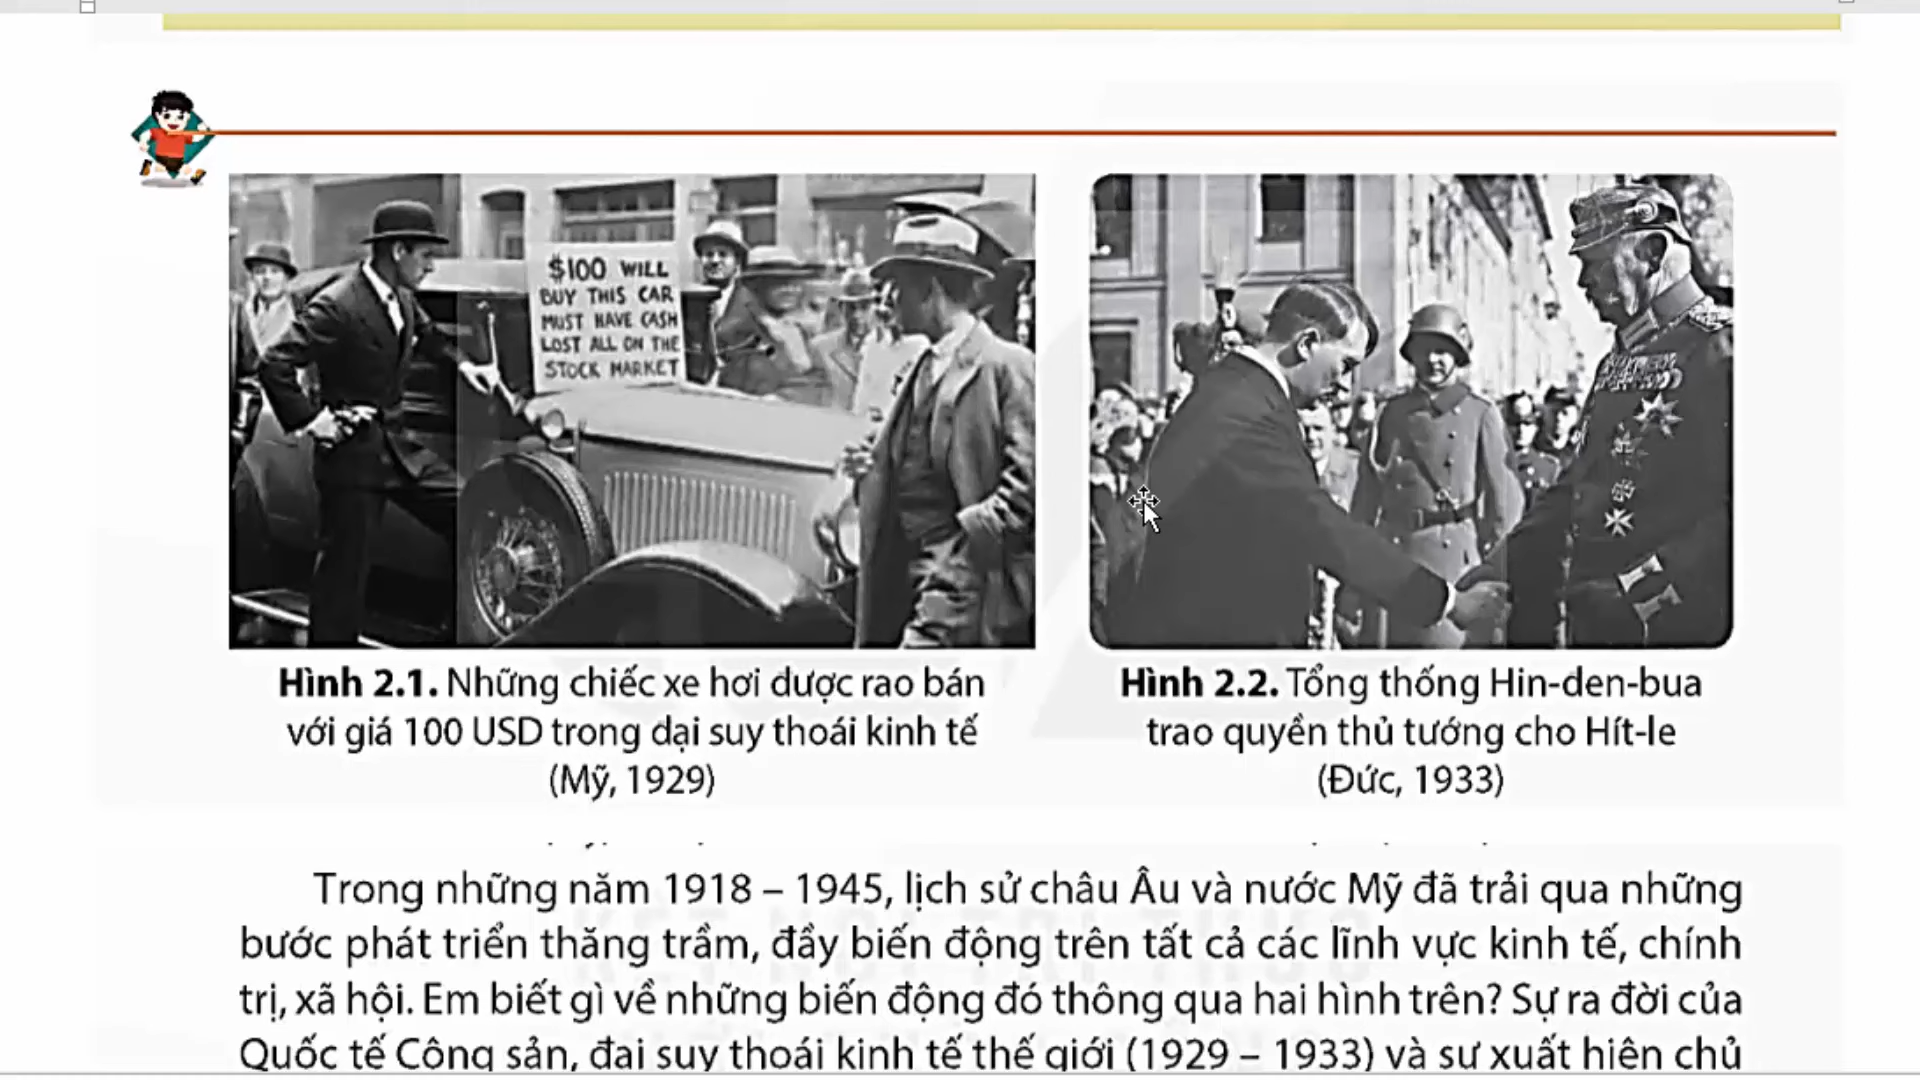 $100 WILL
BUY THIS CAR
MUST HAVE CASH
LOST ALL ON THE
STOCK MARKET
Hình 2.1. Những chiếc xe hơi được rao bán
với giá 100 USD trong đại suy thoái kinh tế
(Mỹ, 1929)
Hình 2.2. Tổng thống Hin-den-bua
trao quyền thủ tướng cho Hít-le
(Đức, 1933)
Trong những năm 1918 – 1945, lịch sử châu Âu và nước Mỹ đã trải qua những
bước phát triển thăng trầm, đầy biến động trên tất cả các lĩnh vực kinh tế, chính
trị, xã hội. Em biết gì về những biến động đó thông qua hai hình trên? Sự ra đời của
Quốc tế Cộng sản, đại suy thoái kinh tế thế giới (1929 – 1933) và sự xuất hiện chủ